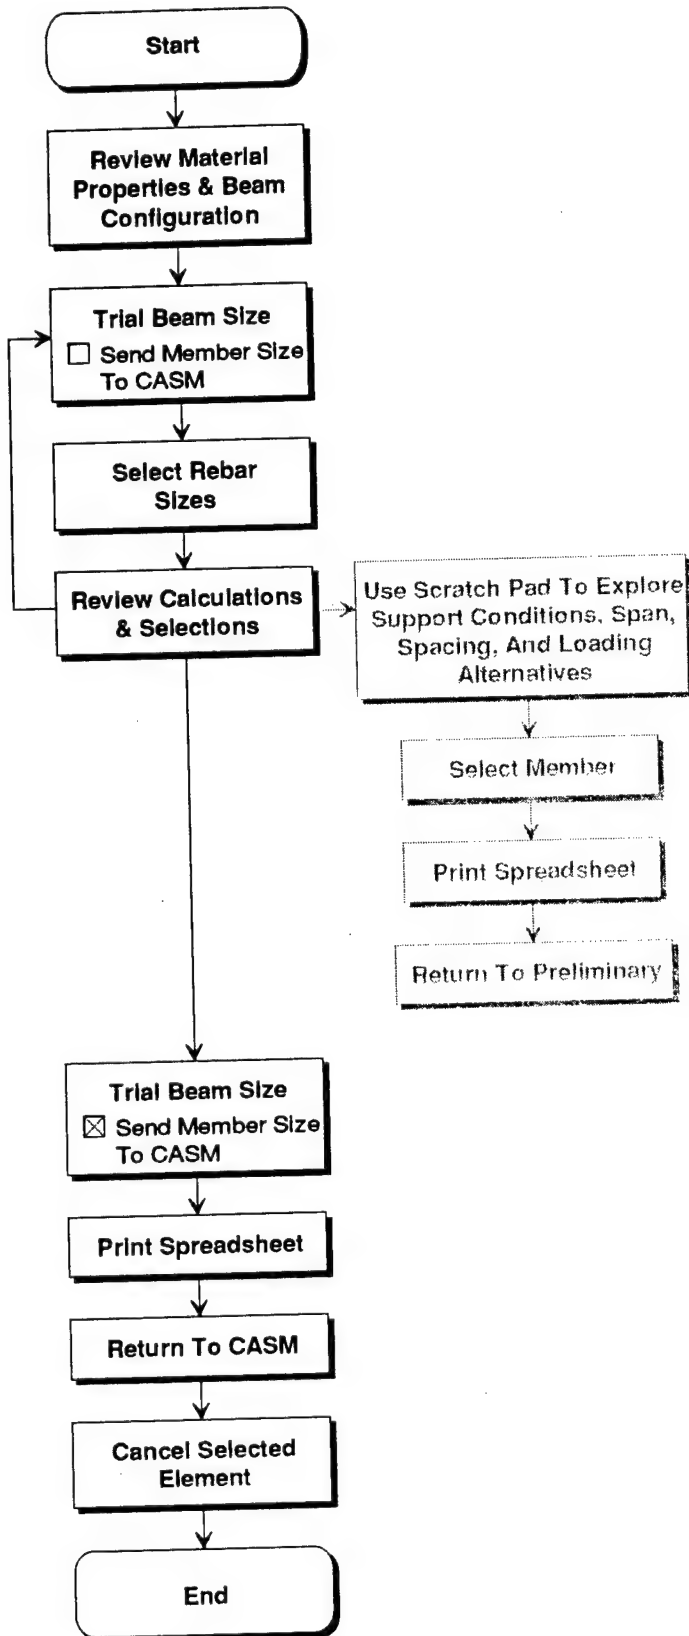 Start
Review Material
Properties & Beam
Configuration
Trial Beam Size
Send Member Size
To CASM
Select Rebar
Sizes
Review Calculations
& Selections
Use Scratch Pad To Explore
Support Conditions, Span,
Spacing, And Loading
Alternatives
Select Member
Print Spreadsheet
Return To Preliminary
Trial Beam Size
Send Member Size
To CASM
Print Spreadsheet
Return To CASM
Cancel Selected
Element
End